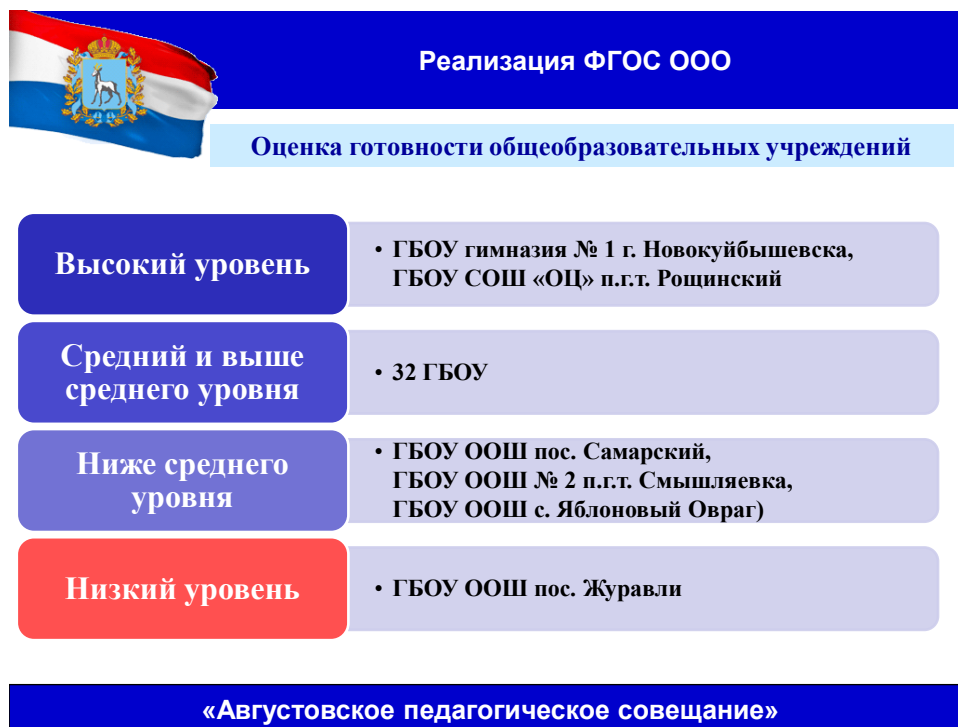 Реализация ФГОС ООО
Оценка готовности общеобразовательных учреждений
Высокий уровень
• ГБОУ гимназия № 1 г. Новокуйбышевска,
ГБОУ СОШ «ОЦ» п.г.т. Рощинский
Средний и выше
среднего уровня
• 32 ГБОУ
Ниже среднего
уровня
• ГБОУ ООШ пос. Самарский,
ГБОУ ООШ № 2 п.г.т. Смышляевка,
ГБОУ ООШ с. Яблоновый Овраг)
Низкий уровень
• ГБОУ ООШ пос. Журавли
«Августовское педагогическое совещание»